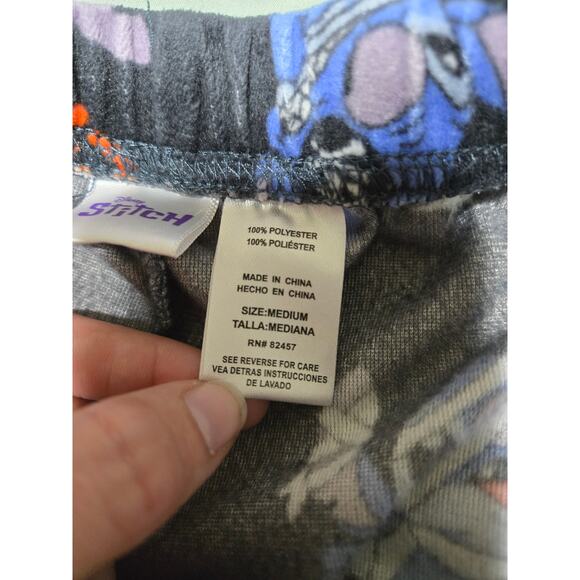 Disney
STITCH
100% POLYESTER
100% POLIÉSTER
MADE IN CHINA
HECHO EN CHINA
SIZE:MEDIUM
TALLA:MEDIANA
RN# 82457
SEE REVERSE FOR CARE
VEA DETRAS INSTRUCCIONES
DE LAVADO